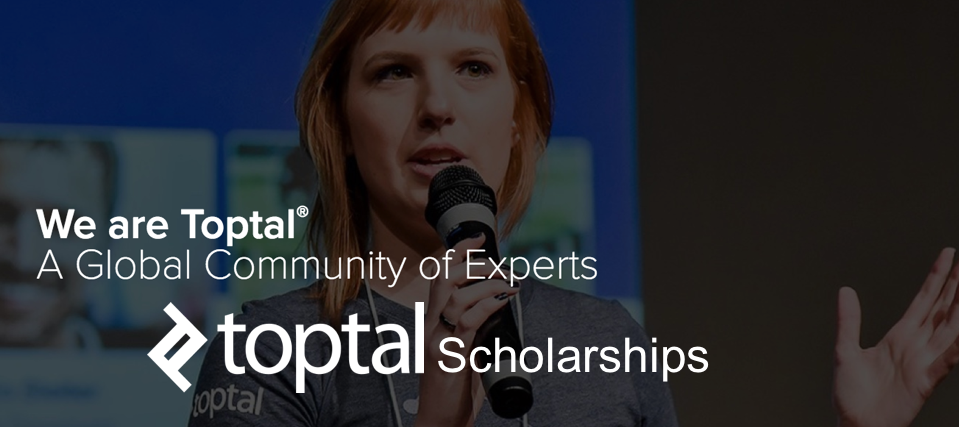 We are Toptal®
A Global Community of Experts
toptal Scholarships
toptal